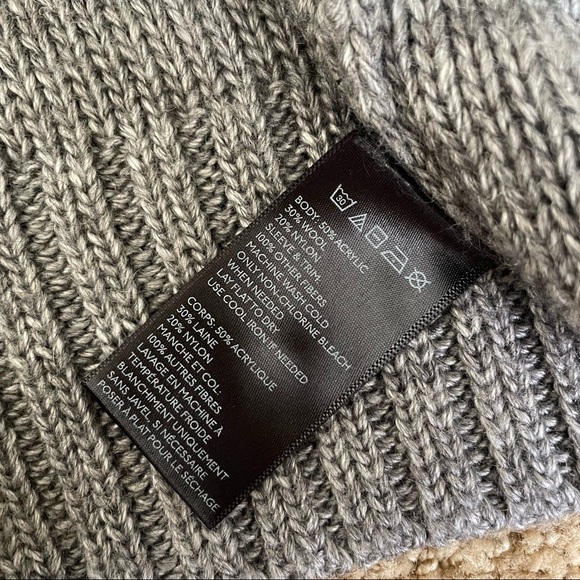 30
BODY: 50% ACRYLIC
30% WOOL
20% NYLON
SLEEVE & TRIM
100% OTHER FIBERS
MACHINE WASH COLD
ONLY NON-CHLORINE BLEACH
WHEN NEEDED
LAY FLAT TO DRY
USE COOL IRON IF NEEDED
CORPS: 50% ACRYLIQUE
30% LAINE
20% NYLON
MANCHE ET COL
100% AUTRES FIBRES
LAVAGE EN MACHINE À
TEMPÉRATURE FROIDE
BLANCHIMENT UNIQUEMENT
SANS JAVEL SI NÉCESSAIRE
POSER À PLAT POUR LE SÉCHAGE